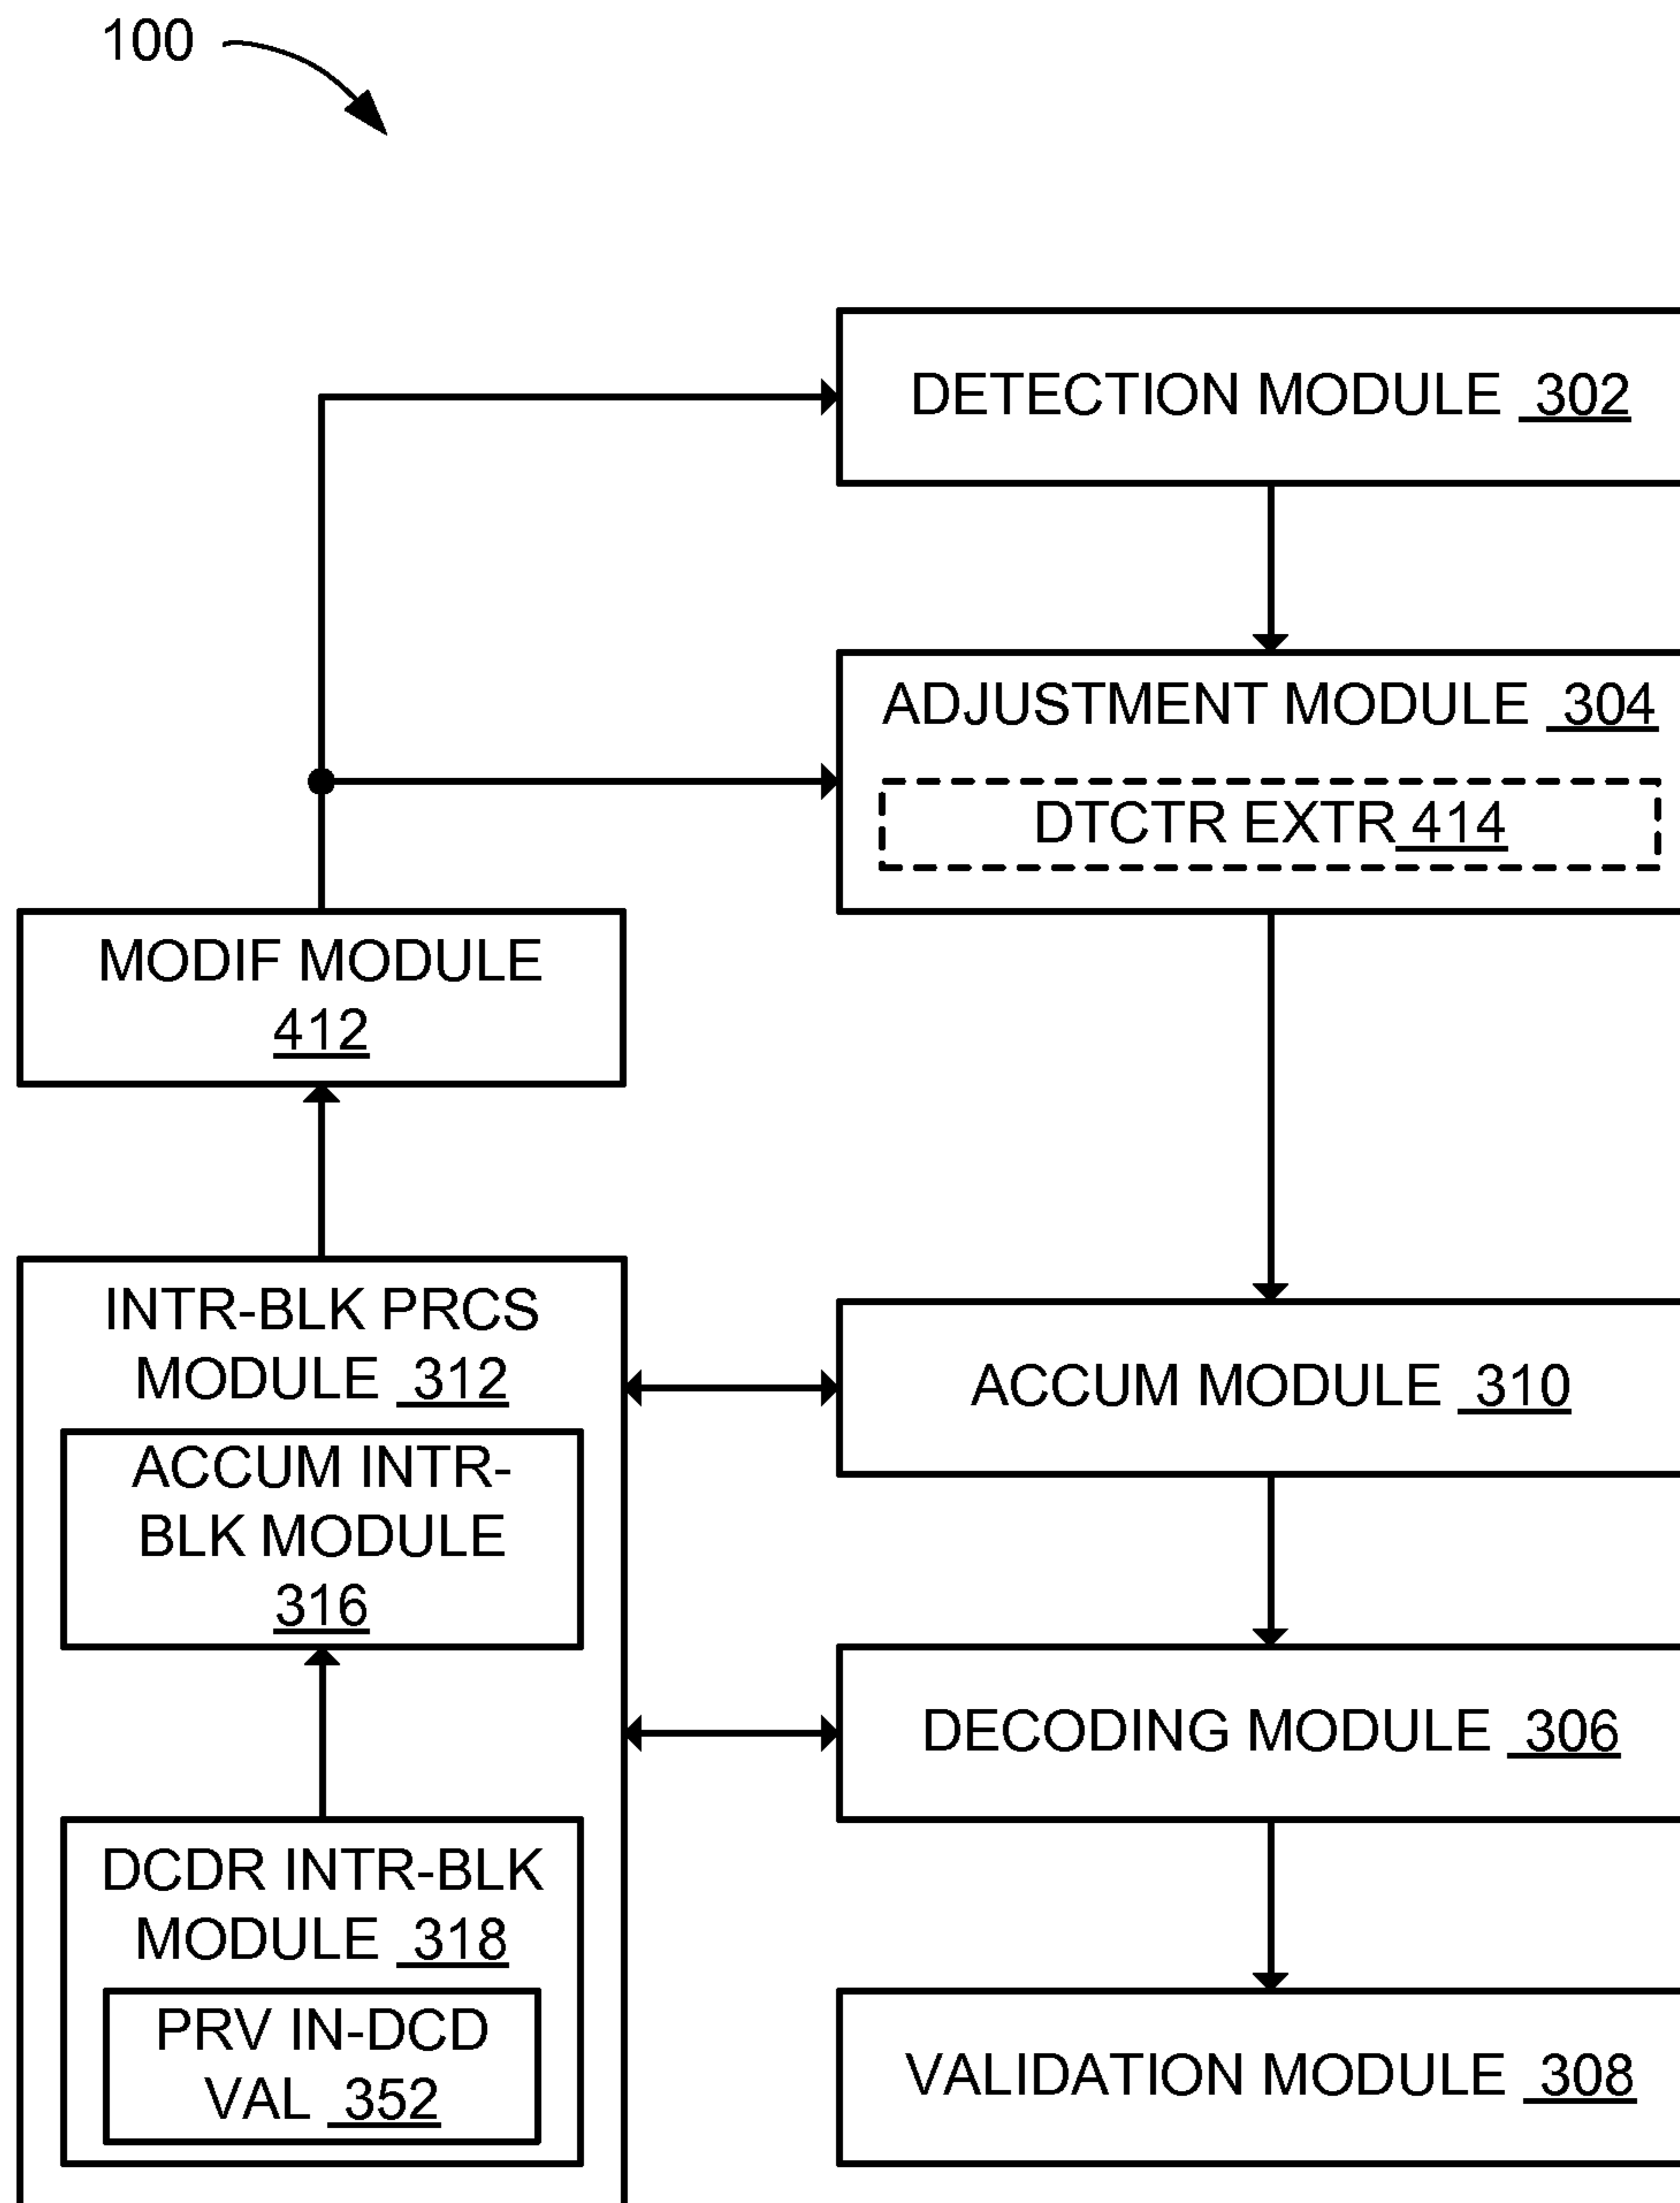 100
DETECTION MODULE 302
ADJUSTMENT MODULE 304
DTCTR EXTR 414
MODIF MODULE
412
INTR-BLK PRCS
MODULE 312
ACCUM MODULE 310
ACCUM INTR-
BLK MODULE
316
DECODING MODULE 306
DCDR INTR-BLK
MODULE 318
PRV IN-DCD
VAL 352
VALIDATION MODULE 308